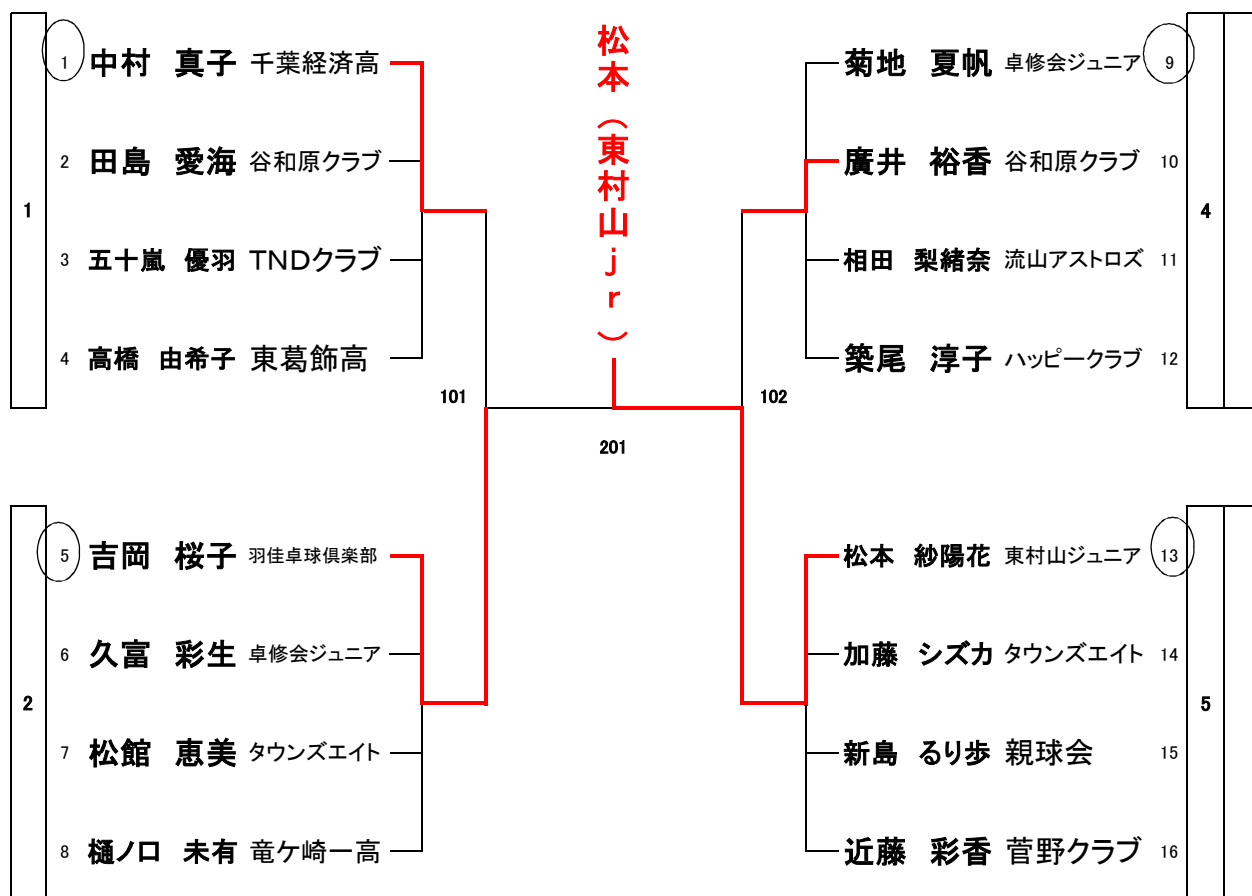 1
1 中村 真子 千葉経済高
2 田島 愛海 谷和原クラブ
3 五十嵐 優羽 TNDクラブ
4 高橋 由希子 東葛飾高
101
2
5 吉岡 桜子 羽佳卓球倶楽部
6 久富 彩生 卓修会ジュニア
7 松館 恵美 タウンズエイト
8 樋ノ口 未有 竜ケ崎一高
松本(東村山jr)
201
菊地 夏帆 卓修会ジュニア 9
廣井 裕香 谷和原クラブ 10
相田 梨緒奈 流山アストロズ 11
築尾 淳子 ハッピークラブ 12
4
102
松本 紗陽花 東村山ジュニア 13
加藤 シズカ タウンズエイト 14
新島 るり歩 親球会 15
近藤 彩香 菅野クラブ 16
5